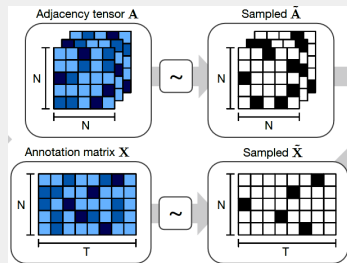 Adjacency tensor A
Sampled Ã
N
N
~
N
N
Annotation matrix X
Sampled X̃
N
T
~
N
T